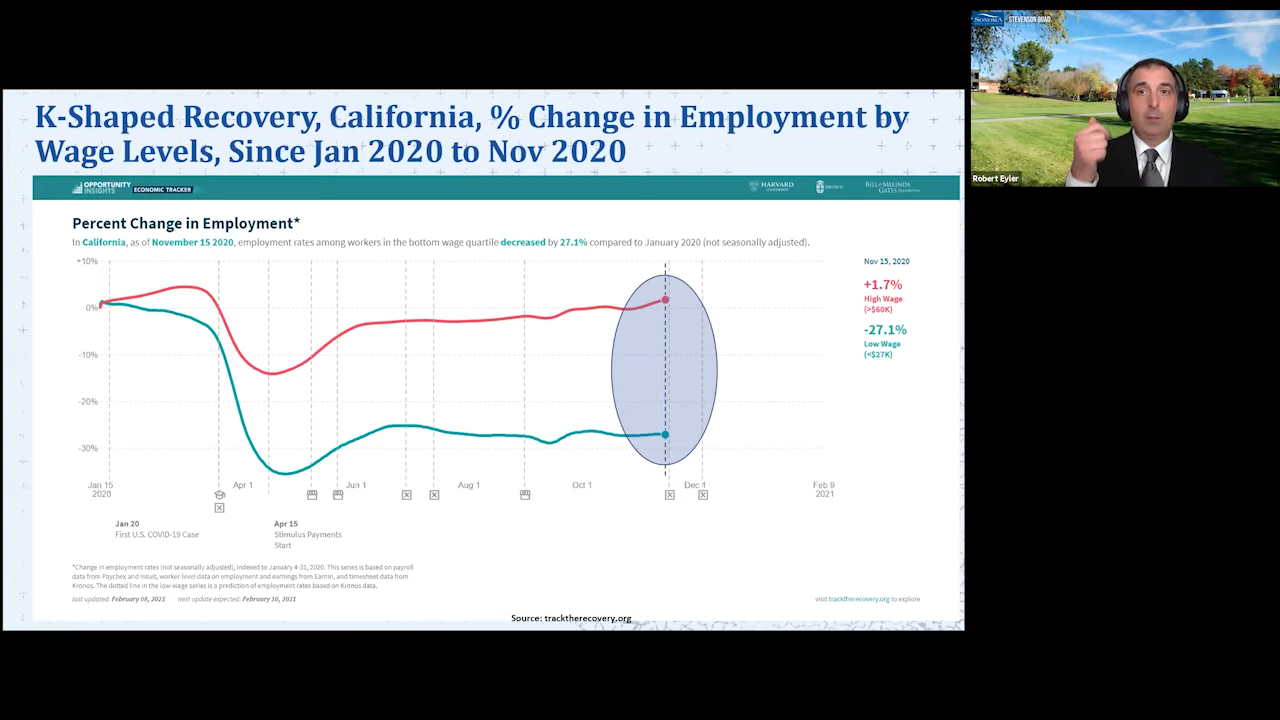 K-Shaped Recovery, California, % Change in Employment by
Wage Levels, Since Jan 2020 to Nov 2020
OPPORTUNITY
INSIGHTS
ECONOMIC TRACKER
HARVARD
UNIVERSITY
BROWN
BILL & MELINDA
GATES foundation
Percent Change in Employment*
In California, as of November 15 2020, employment rates among workers in the bottom wage quartile decreased by 27.1% compared to January 2020 (not seasonally adjusted).
+10%
0%
-10%
-20%
-30%
Nov 15, 2020
+1.7%
High Wage
(>$60K)
-27.1%
Low Wage
(<$27K)
Jan 15
2020
Apr 1
Jun 1
Aug 1
Oct 1
Dec 1
Feb 9
2021
Jan 20
First U.S. COVID-19 Case
Apr 15
Stimulus Payments
Start
*Change in employment rates (not seasonally adjusted), indexed to January 4-31, 2020. This series is based on payroll
data from Paychex and Intuit, worker-level data on employment and earnings from Earnin, and timesheet data from
Kronos. The dotted line in the low-wage series is a prediction of employment rates based on Kronos data.
last updated: February 08, 2021 next update expected: February 10, 2021
visit tracktherecovery.org to explore
Source: tracktherecovery.org
SONOMA
STEVENSON QUAD
Robert Eyler